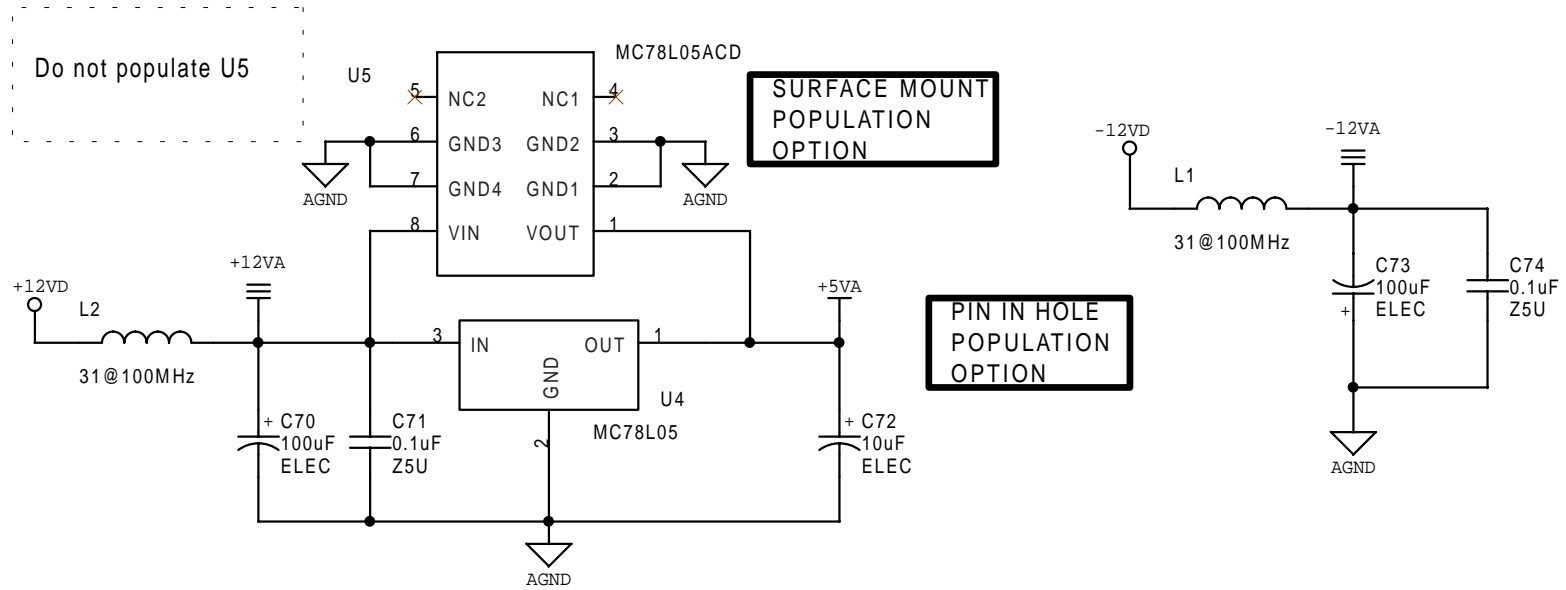 Do not populate U5
U5
MC78L05ACD
5
NC2
NC1
4
6
GND3
GND2
3
7
GND4
GND1
2
8
VIN
VOUT
1
AGND
AGND
SURFACE MOUNT
POPULATION
OPTION
+12VD
L2
31@100MHz
+12VA
3
IN
OUT
1
GND
2
U4
MC78L05
+5VA
+ C70
100uF
ELEC
C71
0.1uF
Z5U
+ C72
10uF
ELEC
AGND
PIN IN HOLE
POPULATION
OPTION
-12VD
L1
31@100MHz
-12VA
C73
100uF
+ ELEC
C74
0.1uF
Z5U
AGND